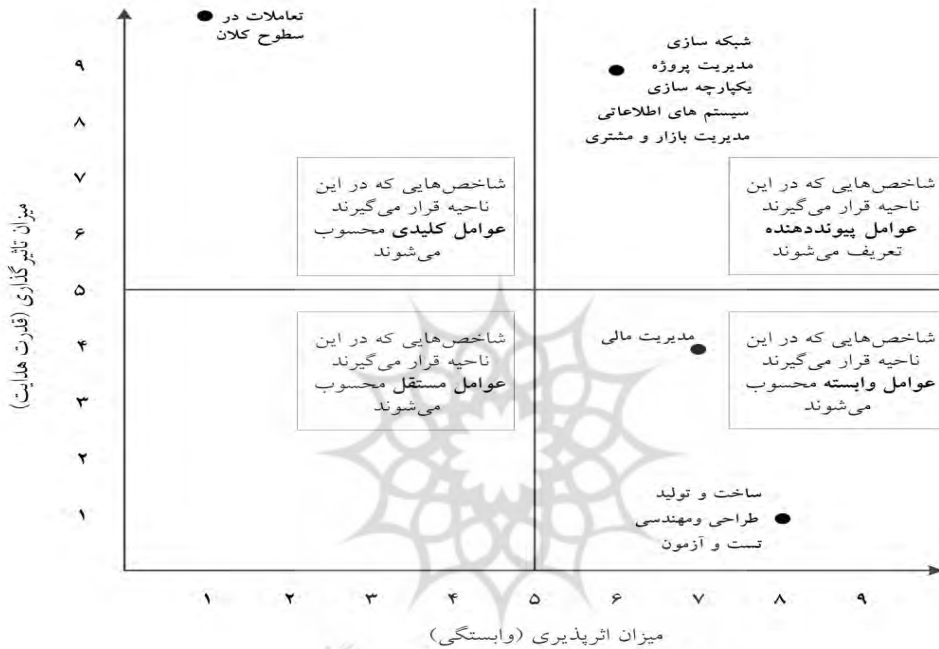 تعاملات در
سطوح کلان
شبکه سازی
مدیریت پروژه
یکپارچه سازی
سیستم های اطلاعاتی
مدیریت بازار و مشتری
۹
۸
۷
۶
۵
۴
۳
۲
۱
میزان تاثیرگذاری (قدرت هدایت)
شاخص‌هایی که در این
ناحیه قرار می‌گیرند
عوامل پیونددهنده
تعریف می‌شوند
شاخص‌هایی که در این
ناحیه قرار می‌گیرند
عوامل کلیدی محسوب
می‌شوند
مدیریت مالی
شاخص‌هایی که در این
ناحیه قرار می‌گیرند
عوامل وابسته محسوب
می‌شوند
شاخص‌هایی که در این
ناحیه قرار می‌گیرند
عوامل مستقل محسوب
می‌شوند
ساخت و تولید
طراحی ومهندسی
تست و آزمون
۱ ۲ ۳ ۴ ۵ ۶ ۷ ۸ ۹
میزان اثرپذیری (وابستگی)